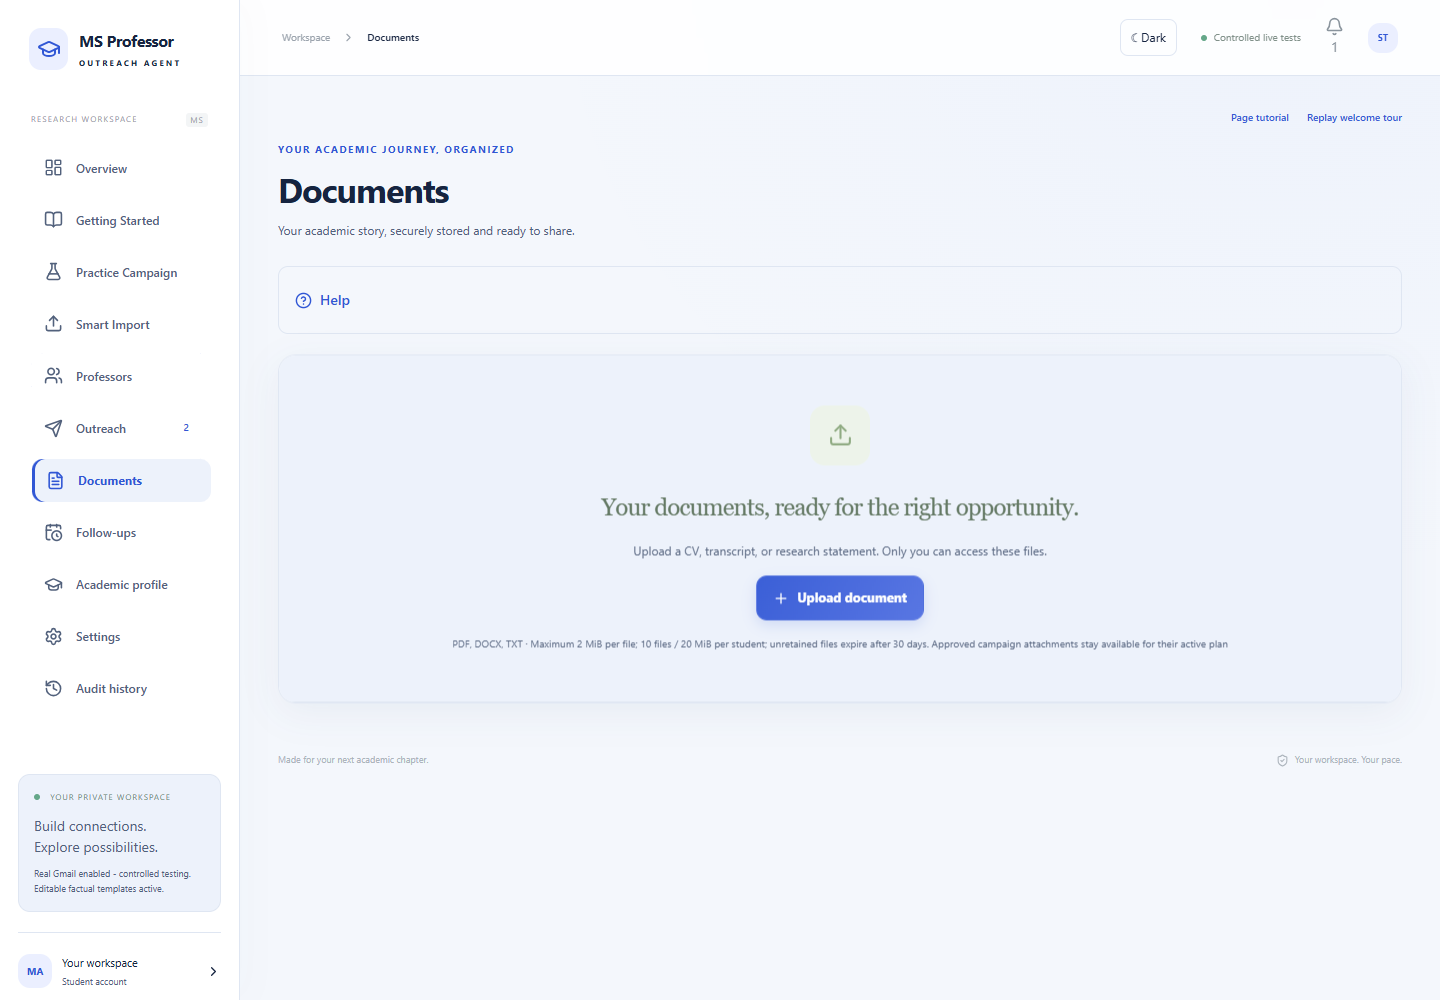 MS Professor
OUTREACH AGENT
RESEARCH WORKSPACE MS
Overview
Getting Started
Practice Campaign
Smart Import
Professors
Outreach 2
Documents
Follow-ups
Academic profile
Settings
Audit history
YOUR PRIVATE WORKSPACE
Build connections.
Explore possibilities.
Real Gmail enabled - controlled testing.
Editable factual templates active.
MA
Your workspace
Student account
Workspace > Documents
Dark
Controlled live tests
1
ST
Page tutorial
Replay welcome tour
YOUR ACADEMIC JOURNEY, ORGANIZED
Documents
Your academic story, securely stored and ready to share.
Help
Your documents, ready for the right opportunity.
Upload a CV, transcript, or research statement. Only you can access these files.
Upload document
PDF, DOCX, TXT · Maximum 2 MiB per file; 10 files / 20 MiB per student; unretained files expire after 30 days. Approved campaign attachments stay available for their active plan
Made for your next academic chapter.
Your workspace. Your pace.